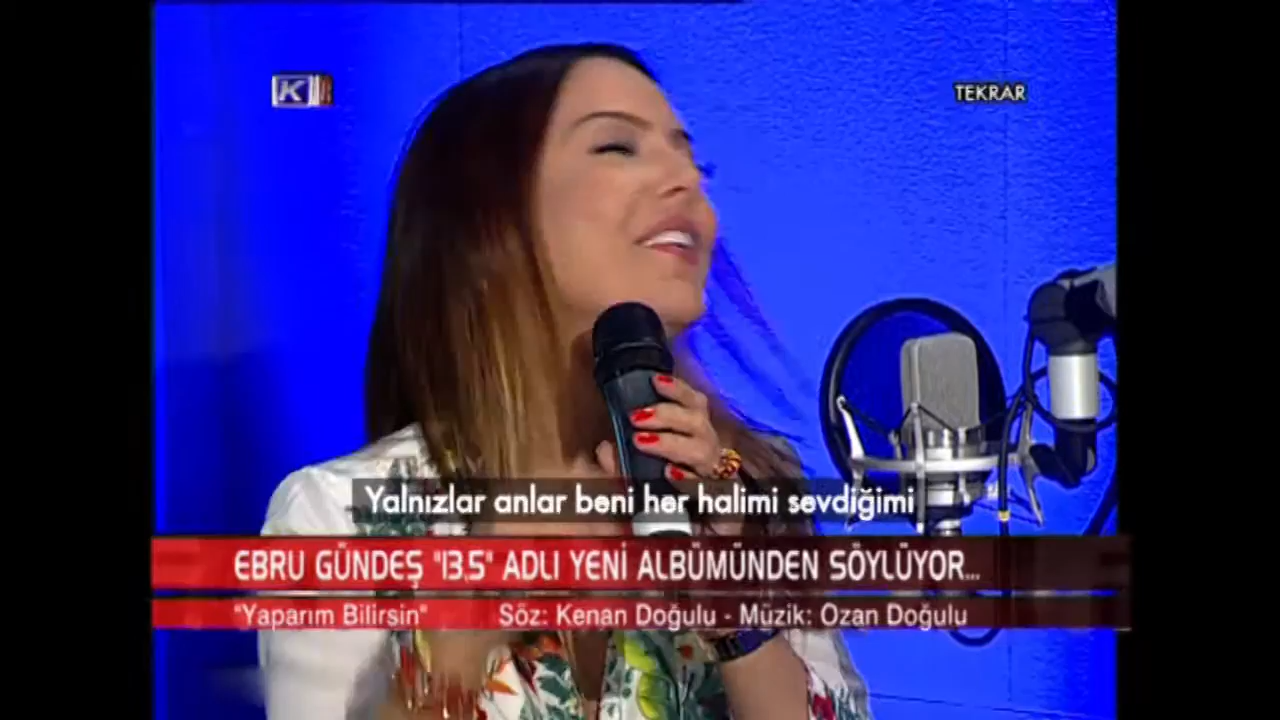 K
TEKRAR
Yalnızlar anlar beni her halimi sevdiğimi
EBRU GÜNDEŞ "13,5" ADLI YENİ ALBÜMÜNDEN SÖYLÜYOR...
"Yaparım Bilirsin" Söz: Kenan Doğulu - Müzik: Ozan Doğulu